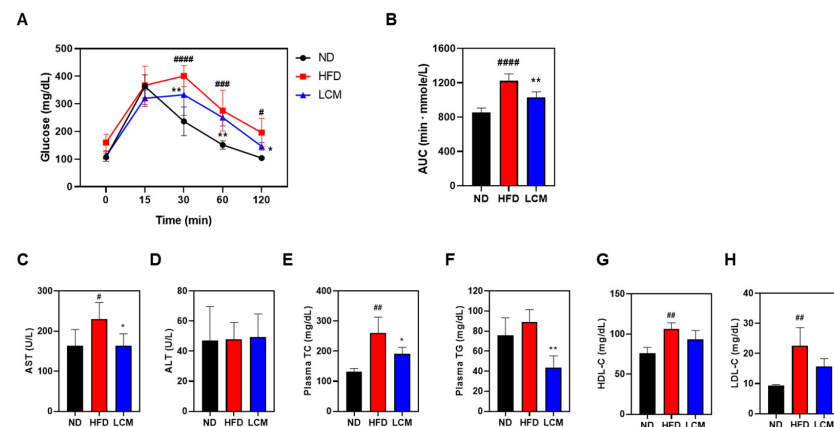 A
500
400
300
200
100
0
Glucose (mg/dL)
0 15 30 60 120
Time (min)
####
###
#
**
**
*
ND
HFD
LCM
B
1600
1200
800
400
0
AUC (min · mmole/L)
####
**
ND HFD LCM
C
300
200
100
0
AST (U/L)
#
*
ND HFD LCM
D
80
60
40
20
0
ALT (U/L)
ND HFD LCM
E
400
300
200
100
0
Plasma TC (mg/dL)
##
*
ND HFD LCM
F
120
100
80
60
40
20
0
Plasma TG (mg/dL)
**
ND HFD LCM
G
150
100
50
0
HDL-C (mg/dL)
##
ND HFD LCM
H
40
30
20
10
0
LDL-C (mg/dL)
##
ND HFD LCM